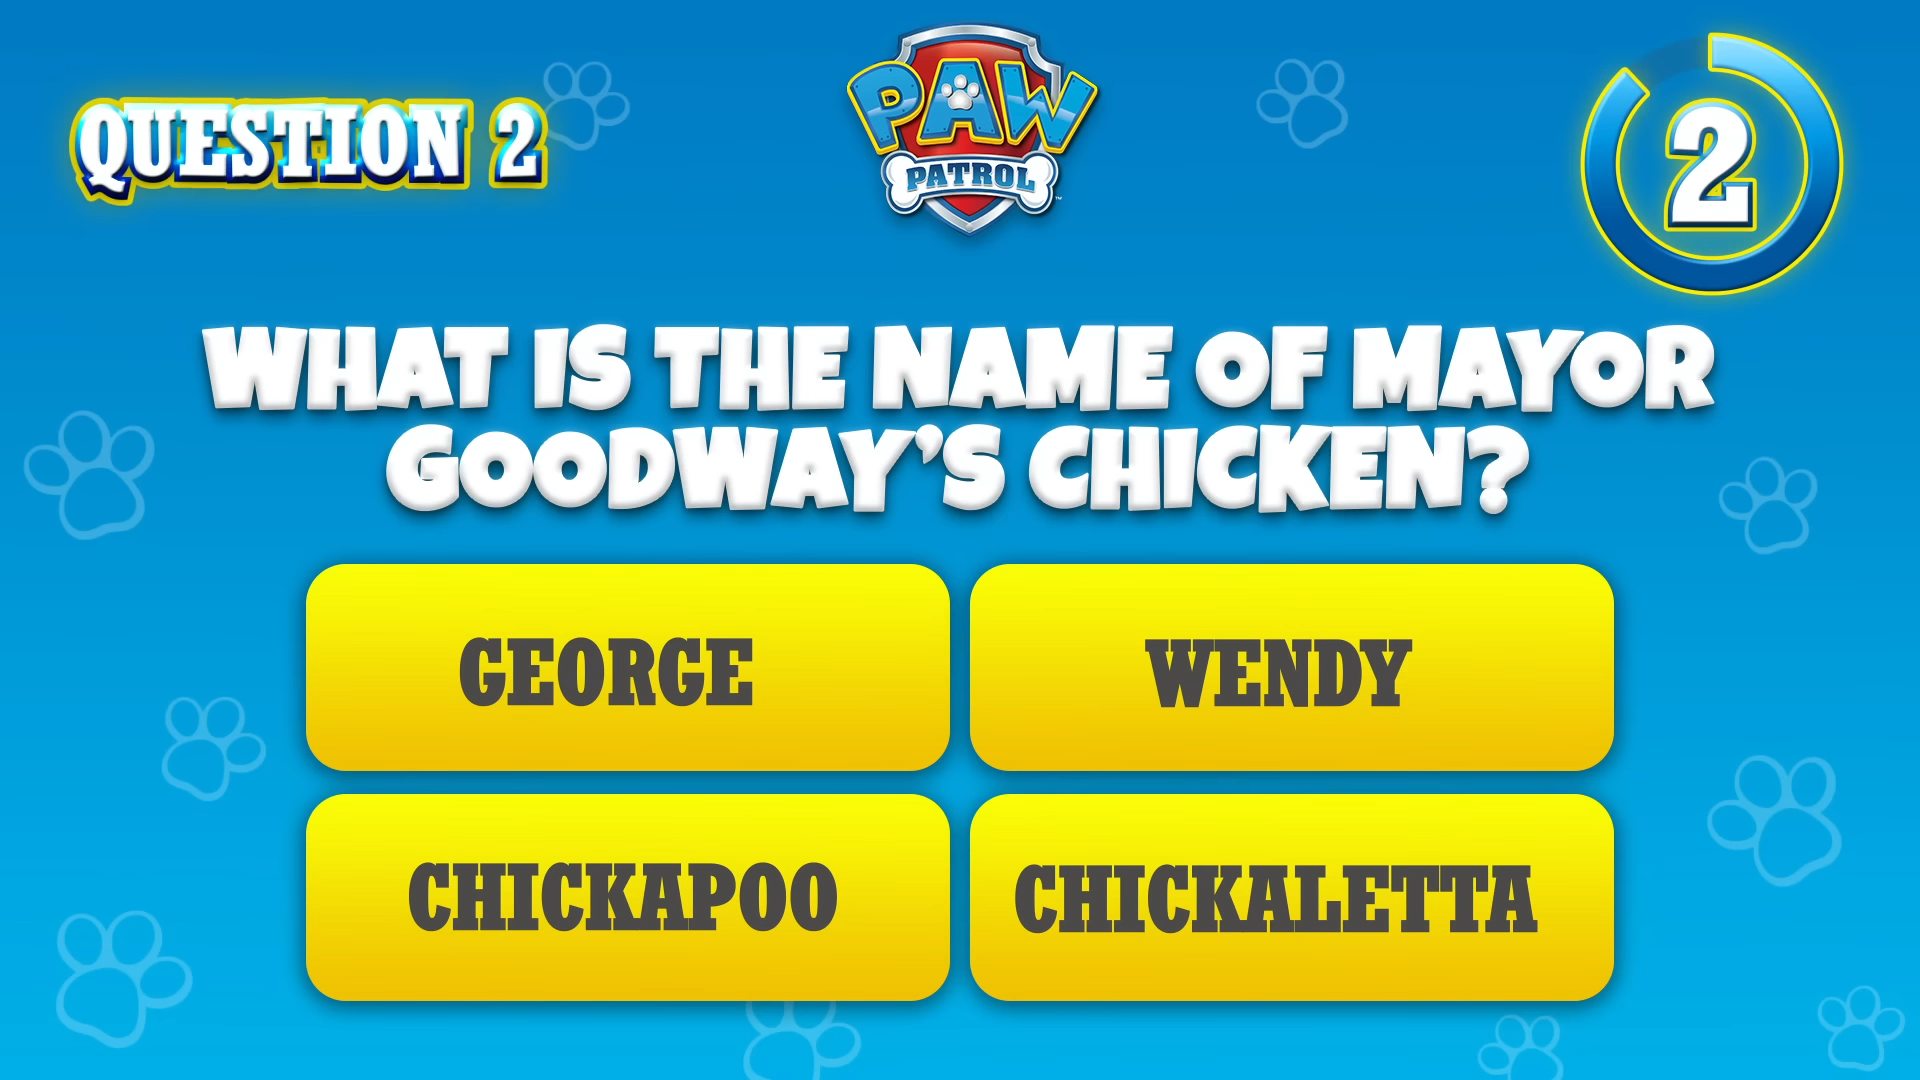 PAW
PATROL
QUESTION 2
2
WHAT IS THE NAME OF MAYOR
GOODWAY’S CHICKEN?
GEORGE
WENDY
CHICKAPOO
CHICKALETTA